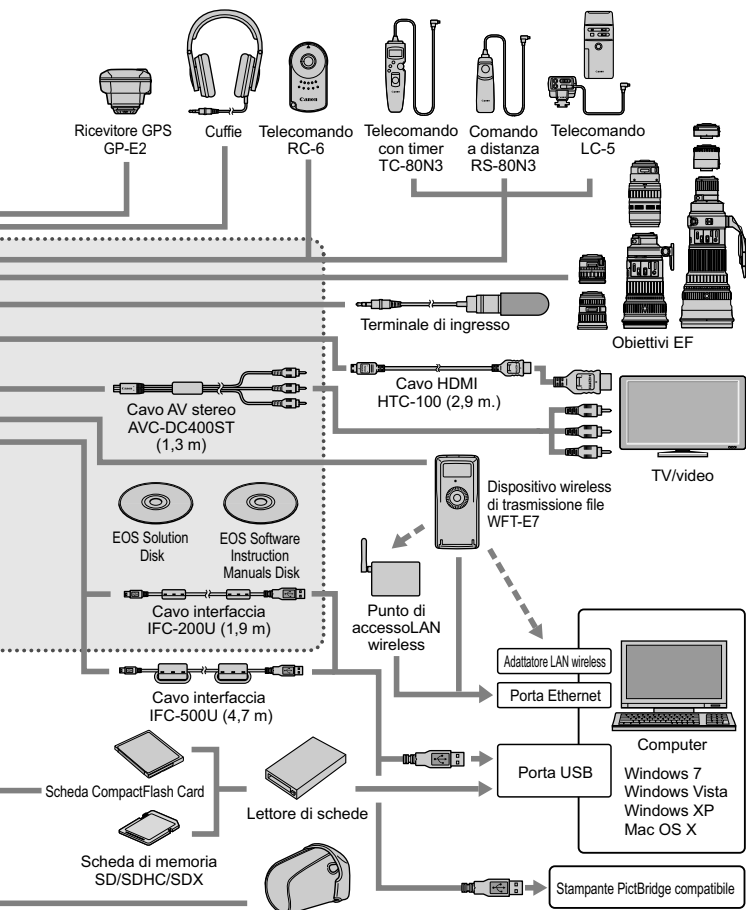 Ricevitore GPS
GP-E2
Cuffie
Canon
Telecomando
RC-6
Telecomando
con timer
TC-80N3
Comando
a distanza
RS-80N3
Telecomando
LC-5
Obiettivi EF
Terminale di ingresso
Cavo HDMI
HTC-100 (2,9 m.)
Cavo AV stereo
AVC-DC400ST
(1,3 m)
TV/video
Dispositivo wireless
di trasmissione file
WFT-E7
EOS Solution
Disk
EOS Software
Instruction
Manuals Disk
Punto di
accessoLAN
wireless
Cavo interfaccia
IFC-200U (1,9 m)
Adattatore LAN wireless
Porta Ethernet
Cavo interfaccia
IFC-500U (4,7 m)
Computer
Windows 7
Windows Vista
Windows XP
Mac OS X
Porta USB
Scheda CompactFlash Card
Lettore di schede
Scheda di memoria
SD/SDHC/SDX
Stampante PictBridge compatibile